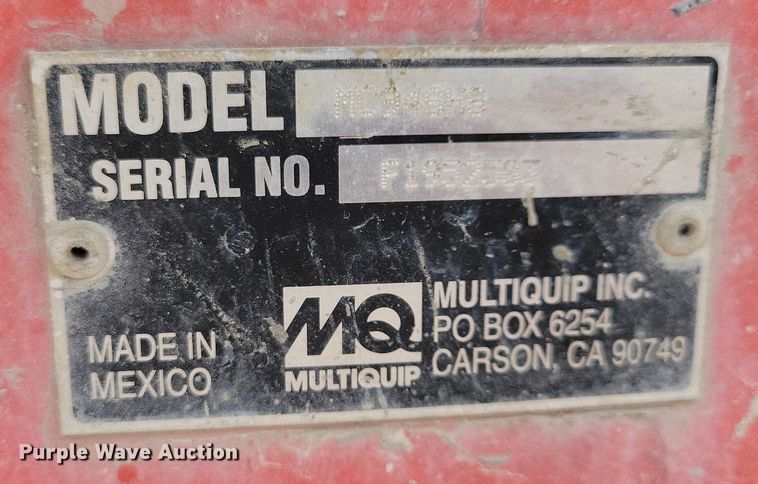 MODEL MC94SH8
SERIAL NO.
MADE IN
MEXICO
MQ
MULTIQUIP
MULTIQUIP INC.
PO BOX 6254
CARSON, CA 90749
Purple Wave Auction